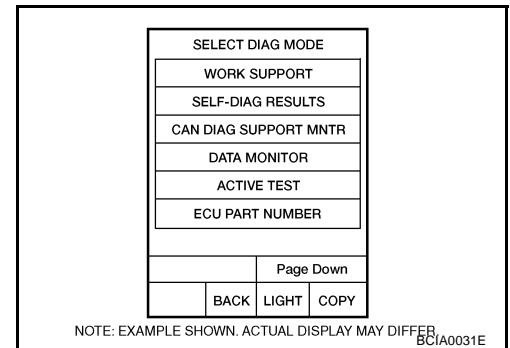 SELECT DIAG MODE
WORK SUPPORT
SELF-DIAG RESULTS
CAN DIAG SUPPORT MNTR
DATA MONITOR
ACTIVE TEST
ECU PART NUMBER
Page Down
BACK LIGHT COPY
NOTE: EXAMPLE SHOWN. ACTUAL DISPLAY MAY DIFFER.
BCIA0031E